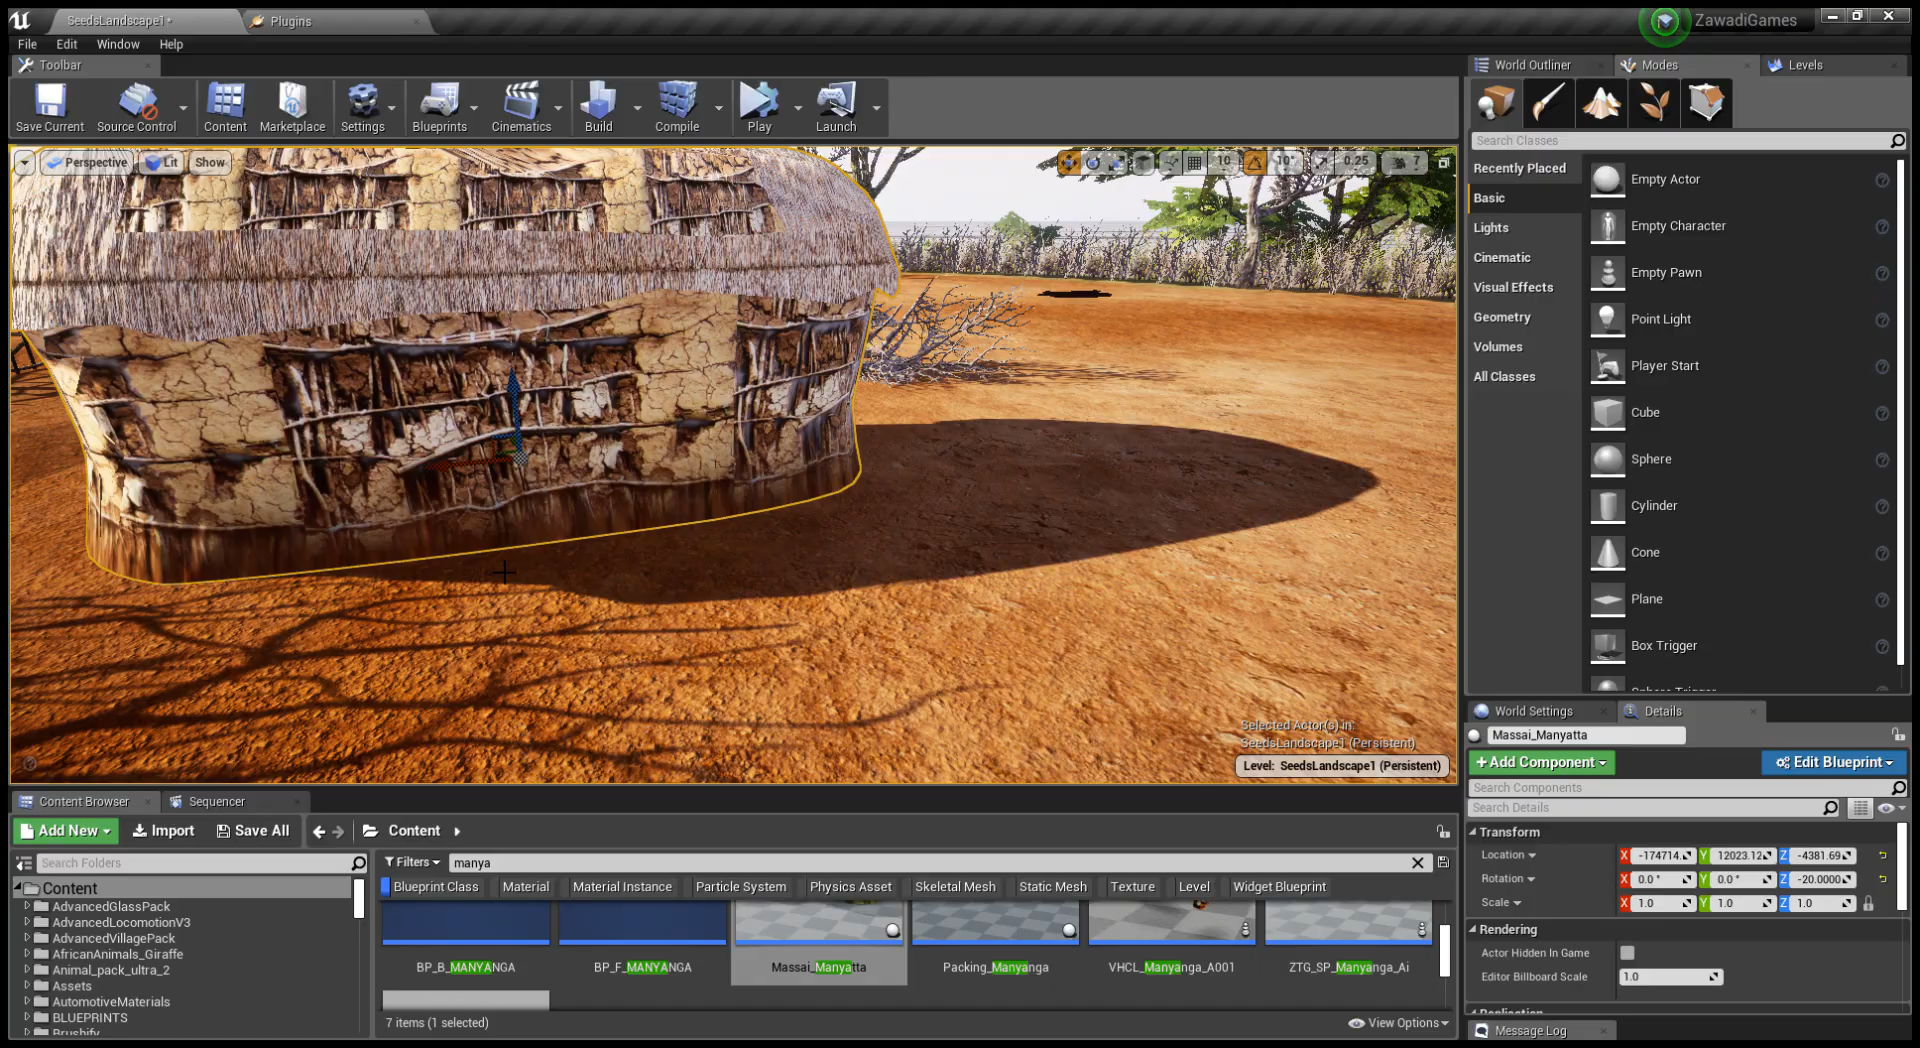 SeedsLandscape1*
Plugins
ZawadiGames
File Edit Window Help
Toolbar
World Outliner
Modes
Levels
Save Current
Source Control
Content
Marketplace
Settings
Blueprints
Cinematics
Build
Compile
Play
Launch
Search Classes
Perspective
Lit
Show
10
10°
0.25
7
Recently Placed
Basic
Lights
Cinematic
Visual Effects
Geometry
Volumes
All Classes
Empty Actor
Empty Character
Empty Pawn
Point Light
Player Start
Cube
Sphere
Cylinder
Cone
Plane
Box Trigger
Sphere Trigger
Selected Actor(s) in:
SeedsLandscape1 (Persistent)
Level: SeedsLandscape1 (Persistent)
World Settings
Details
Massai_Manyatta
+Add Component
Edit Blueprint
Search Components
Search Details
Transform
Location X -174714. Y 12023.12 Z -4381.69
Rotation X 0.0 ° Y 0.0 ° Z -20.0000
Scale X 1.0 Y 1.0 Z 1.0
Rendering
Actor Hidden In Game
Editor Billboard Scale 1.0
Replication
Message Log
Content Browser
Sequencer
Add New
Import
Save All
Content
Search Folders
Filters
manya
Blueprint Class
Material
Material Instance
Particle System
Physics Asset
Skeletal Mesh
Static Mesh
Texture
Level
Widget Blueprint
Content
AdvancedGlassPack
AdvancedLocomotionV3
AdvancedVillagePack
AfricanAnimals_Giraffe
Animal_pack_ultra_2
Assets
AutomotiveMaterials
BLUEPRINTS
Brushify
BP_B_MANYANGA
BP_F_MANYANGA
Massai_Manyatta
Packing_Manyanga
VHCL_Manyanga_A001
ZTG_SP_Manyanga_Ai
7 items (1 selected)
View Options